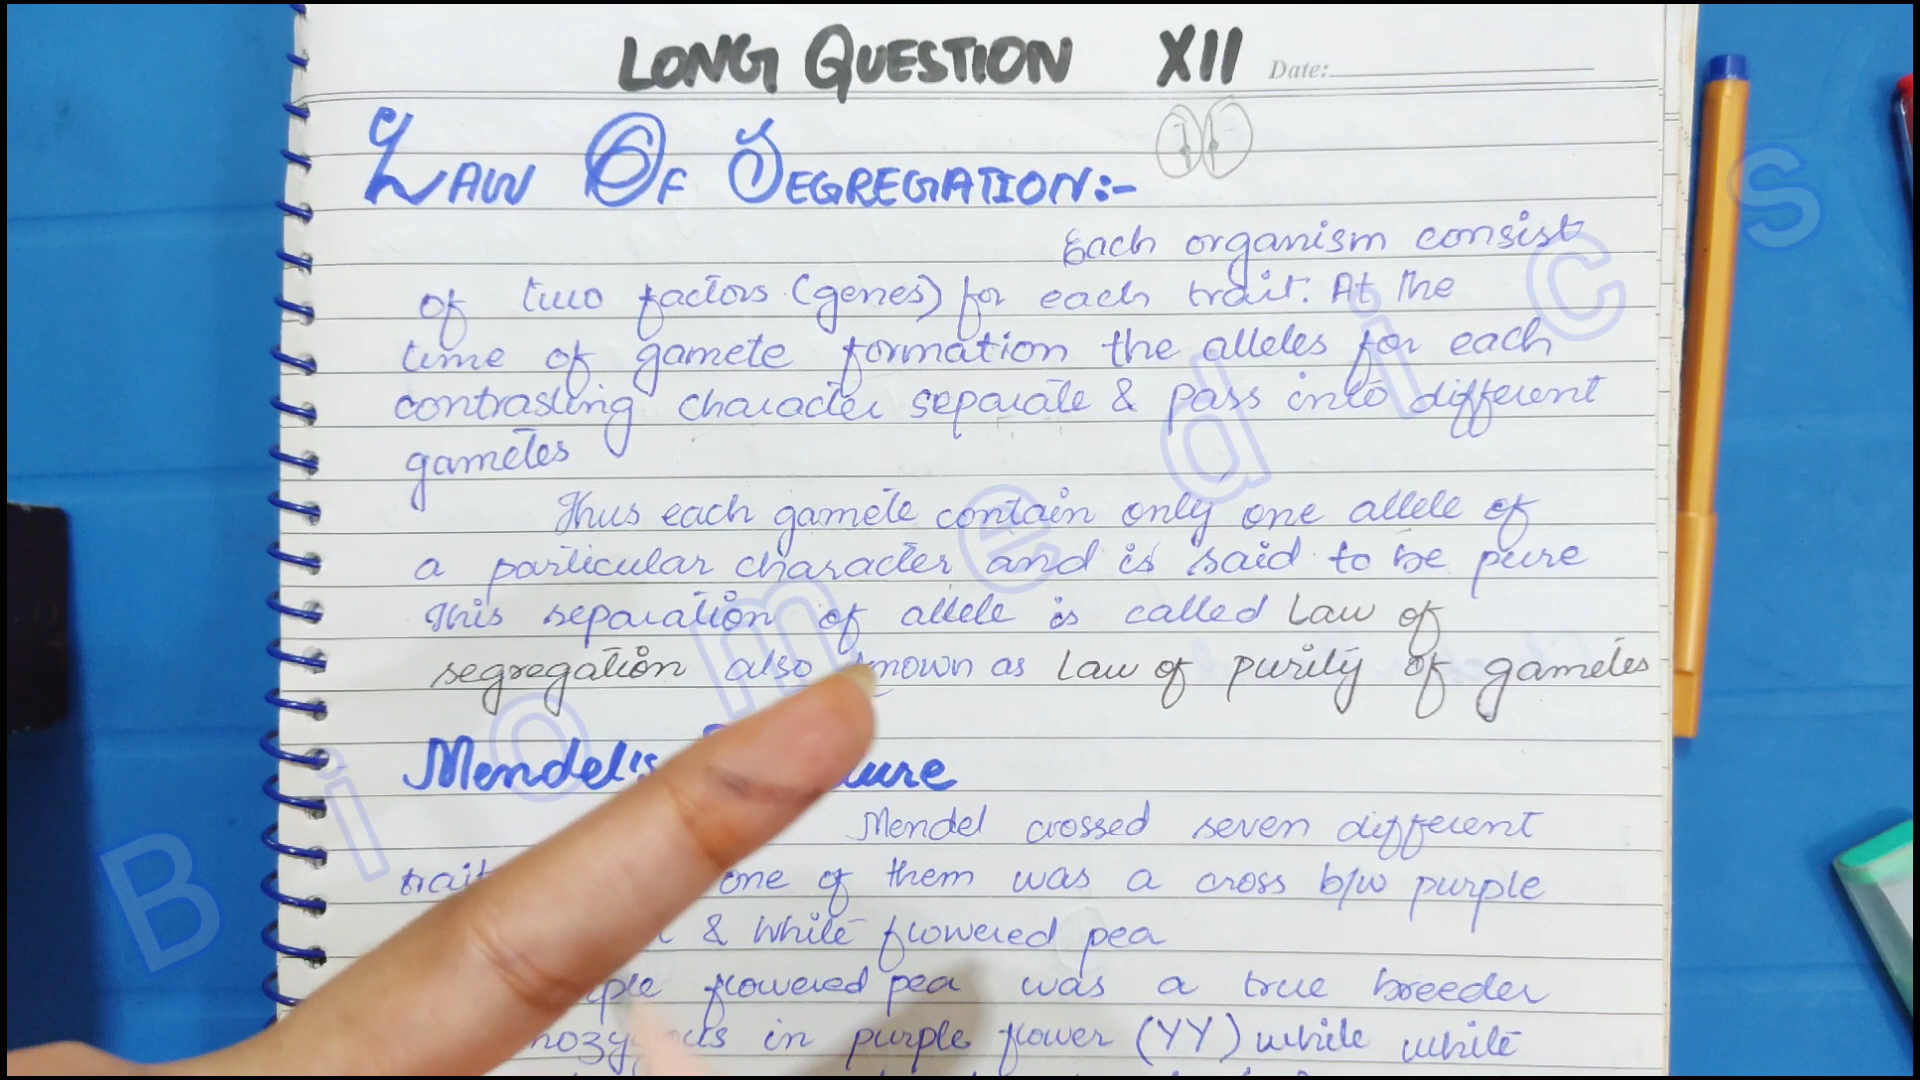 LONG QUESTION XII Date:
LAW OF SEGREGATION:-
Each organism consist
of two factors (genes) for each trait. At the
time of gamete formation the alleles for each
contrasting character separate & pass into different
gametes
Thus each gamete contain only one allele of
a particular character and is said to be pure
This separation of allele is called Law of
segregation also known as Law of purity of gametes
Mendel's
Mendel crossed seven different
trait one of them was a cross b/w purple
& white flowered pea
flowered pea was a true breeder
in purple flower (YY) while white
Biomedics